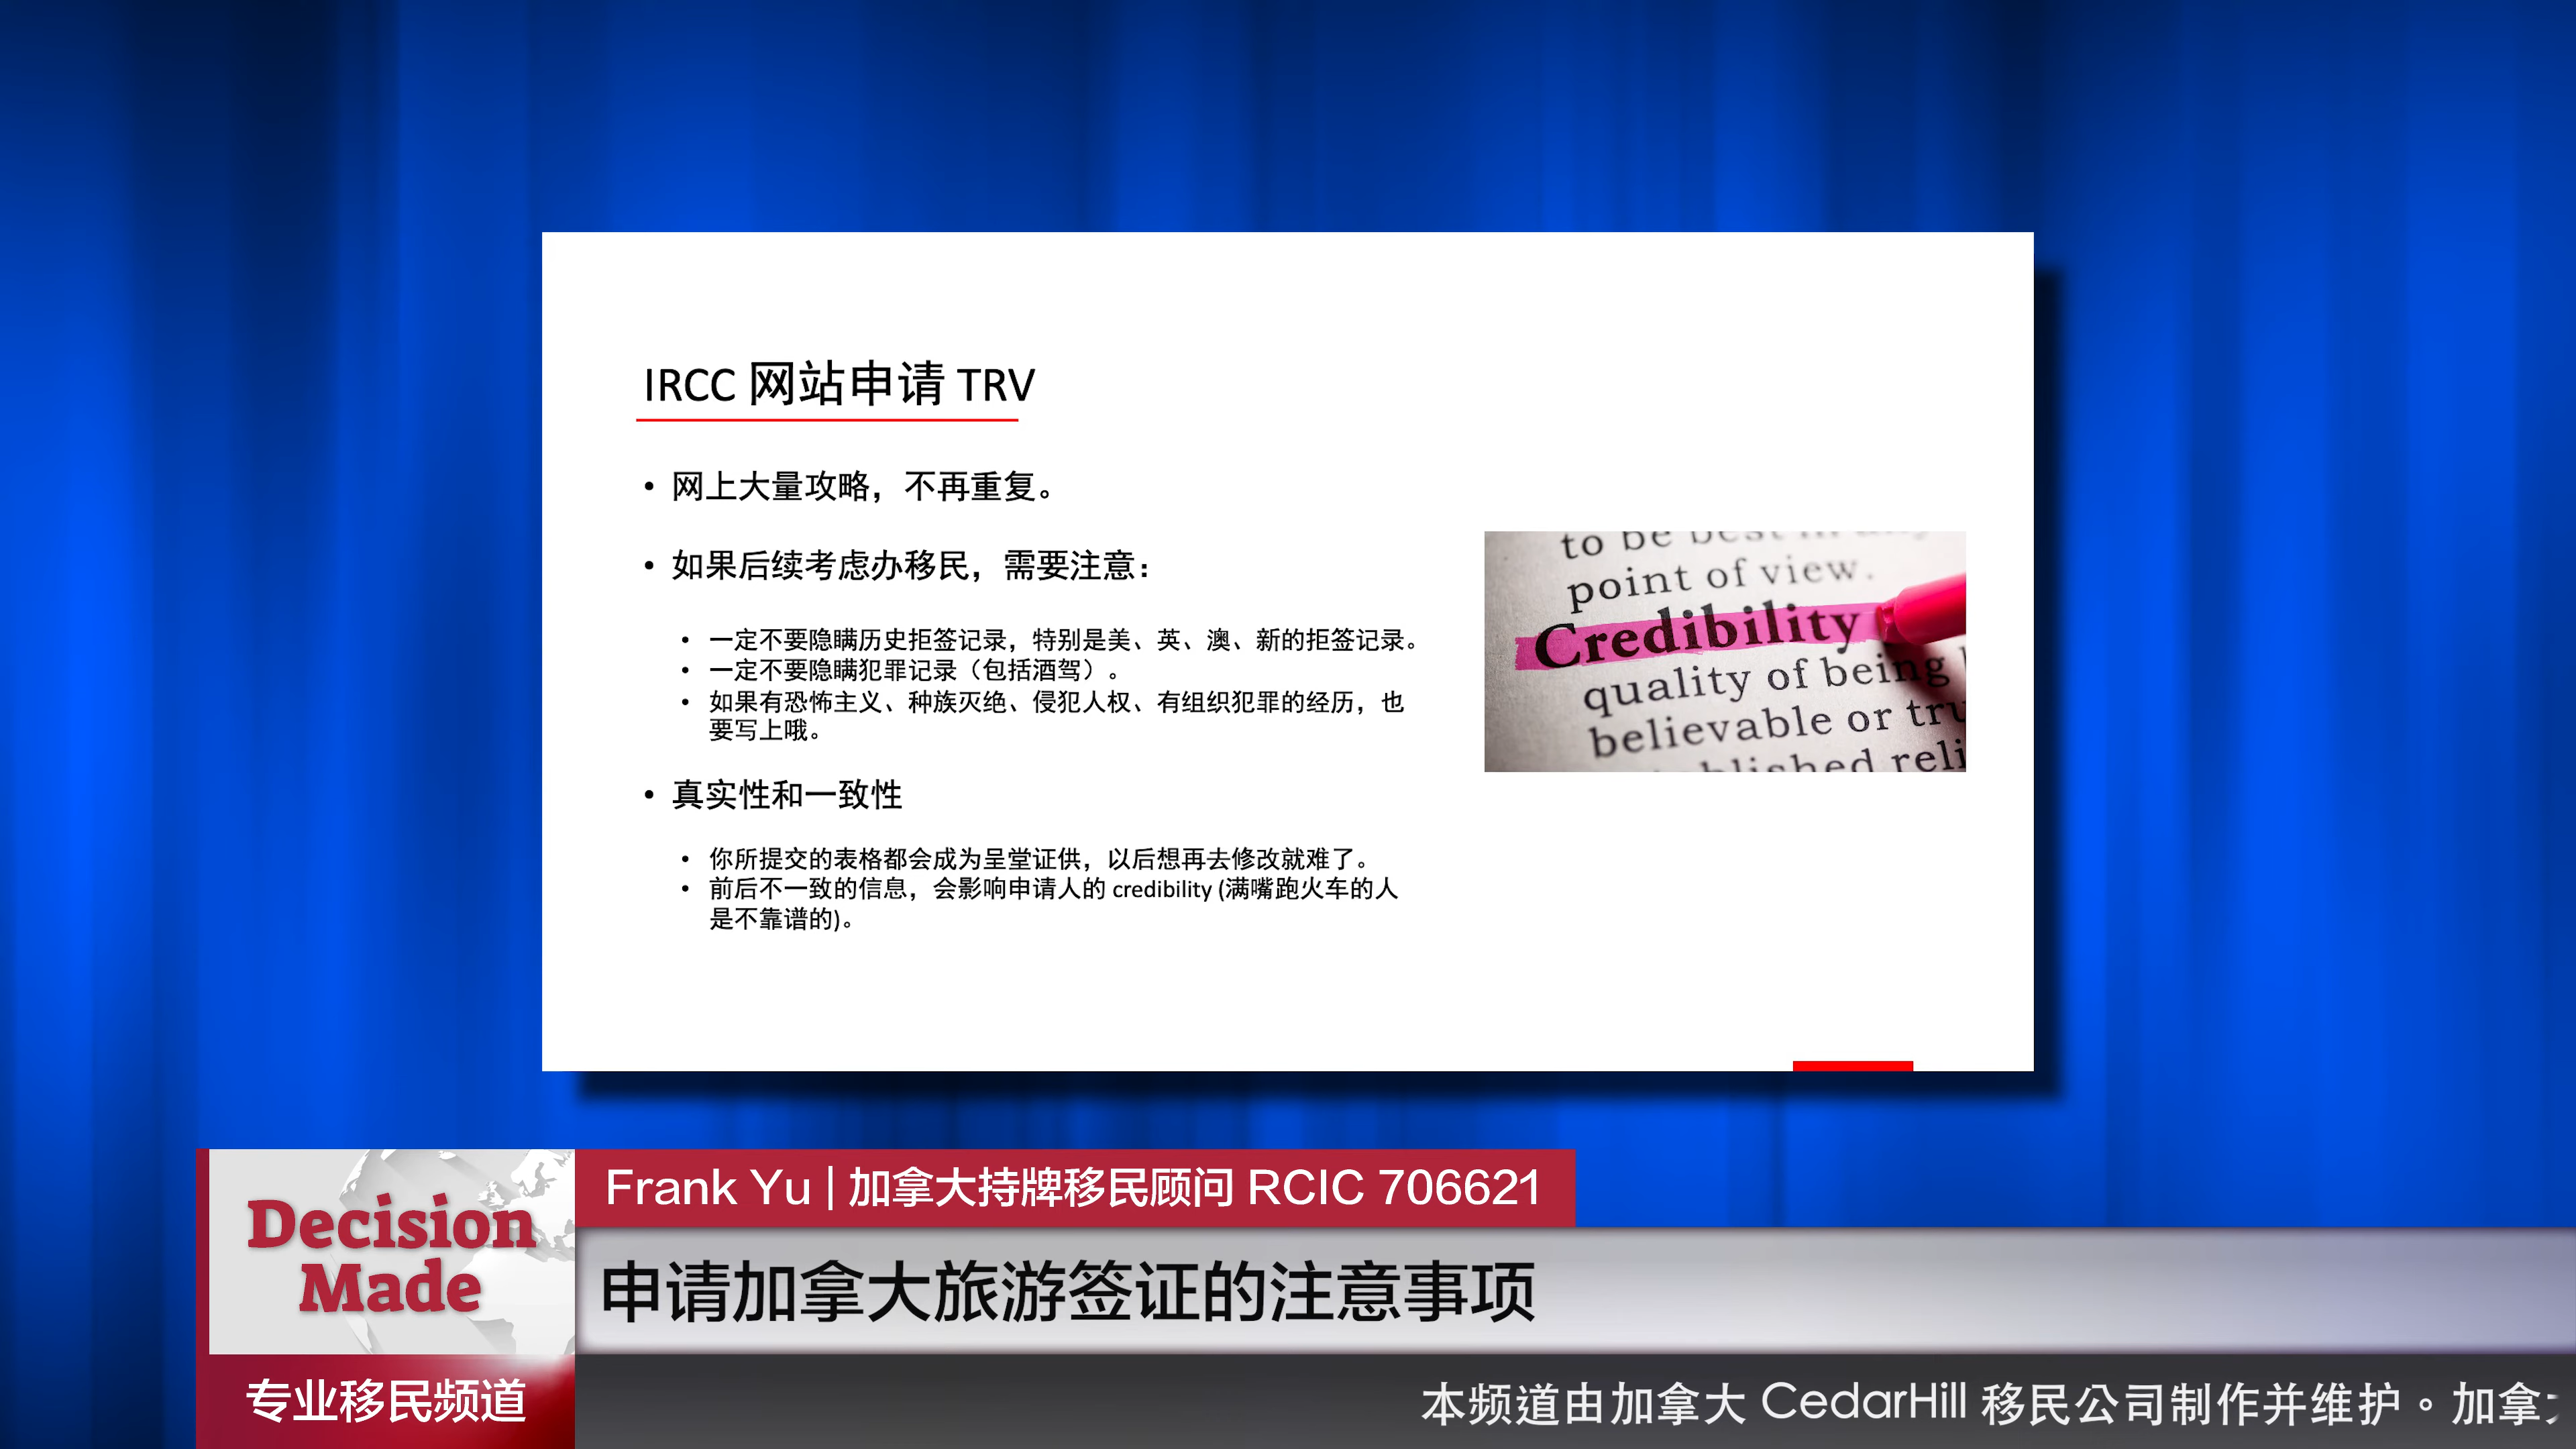 IRCC 网站申请 TRV
• 网上大量攻略，不再重复。
• 如果后续考虑办移民，需要注意：
• 一定不要隐瞒历史拒签记录，特别是美、英、澳、新的拒签记录。
• 一定不要隐瞒犯罪记录（包括酒驾）。
• 如果有恐怖主义、种族灭绝、侵犯人权、有组织犯罪的经历，也
要写上哦。
• 真实性和一致性
• 你所提交的表格都会成为呈堂证供，以后想再去修改就难了。
• 前后不一致的信息，会影响申请人的 credibility (满嘴跑火车的人
是不靠谱的)。
to be best in
point of view.
Credibility
quality of being
believable or
Decision
Made
专业移民频道
Frank Yu | 加拿大持牌移民顾问 RCIC 706621
申请加拿大旅游签证的注意事项
本频道由加拿大 CedarHill 移民公司制作并维护。加拿